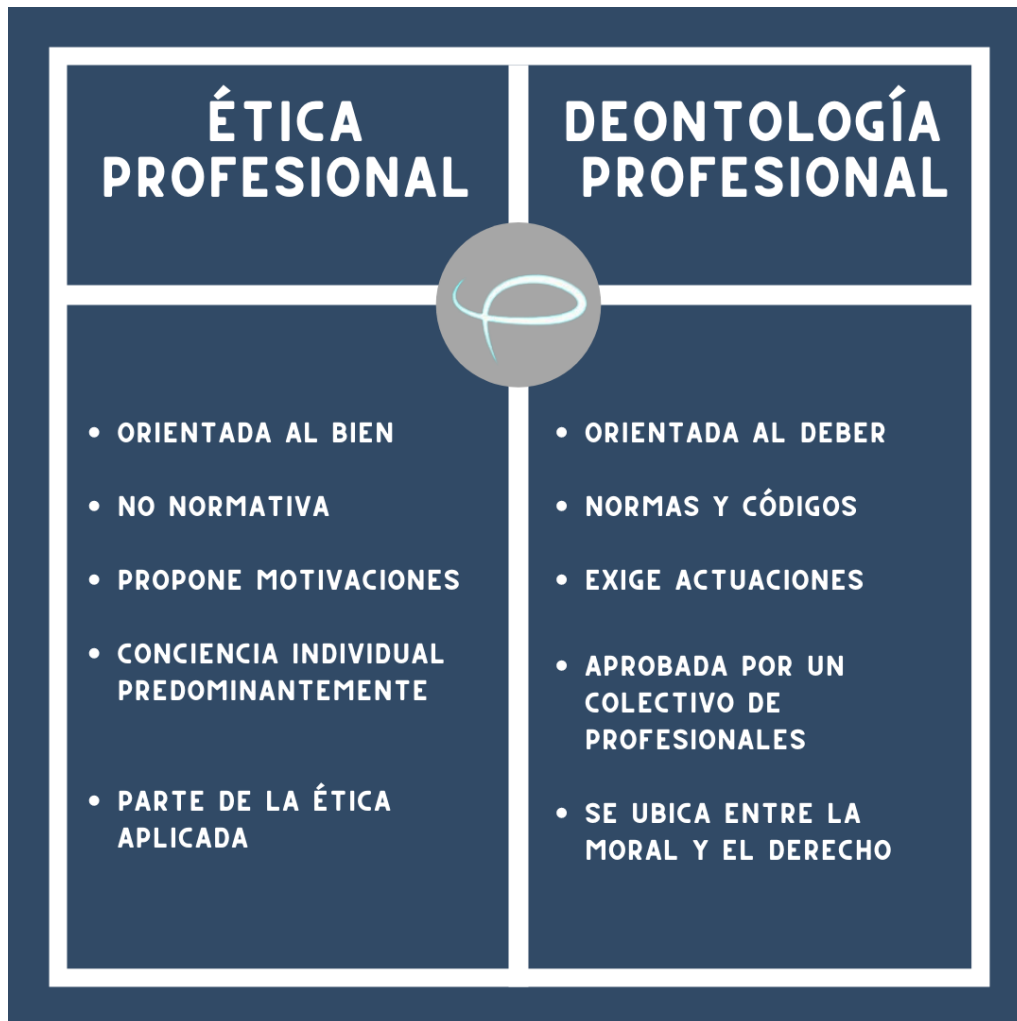 ÉTICA
PROFESIONAL
DEONTOLOGÍA
PROFESIONAL
• ORIENTADA AL BIEN
• NO NORMATIVA
• PROPONE MOTIVACIONES
• CONCIENCIA INDIVIDUAL
PREDOMINANTEMENTE
• PARTE DE LA ÉTICA
APLICADA
• ORIENTADA AL DEBER
• NORMAS Y CÓDIGOS
• EXIGE ACTUACIONES
• APROBADA POR UN
COLECTIVO DE
PROFESIONALES
• SE UBICA ENTRE LA
MORAL Y EL DERECHO